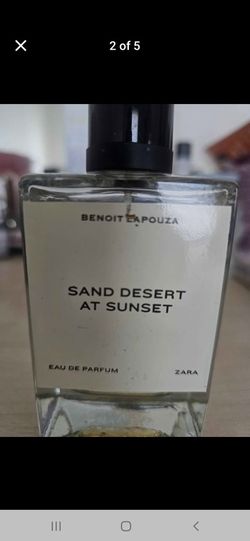 2 of 5
BENOIT LAPOUZA
SAND DESERT
AT SUNSET
EAU DE PARFUM ZARA